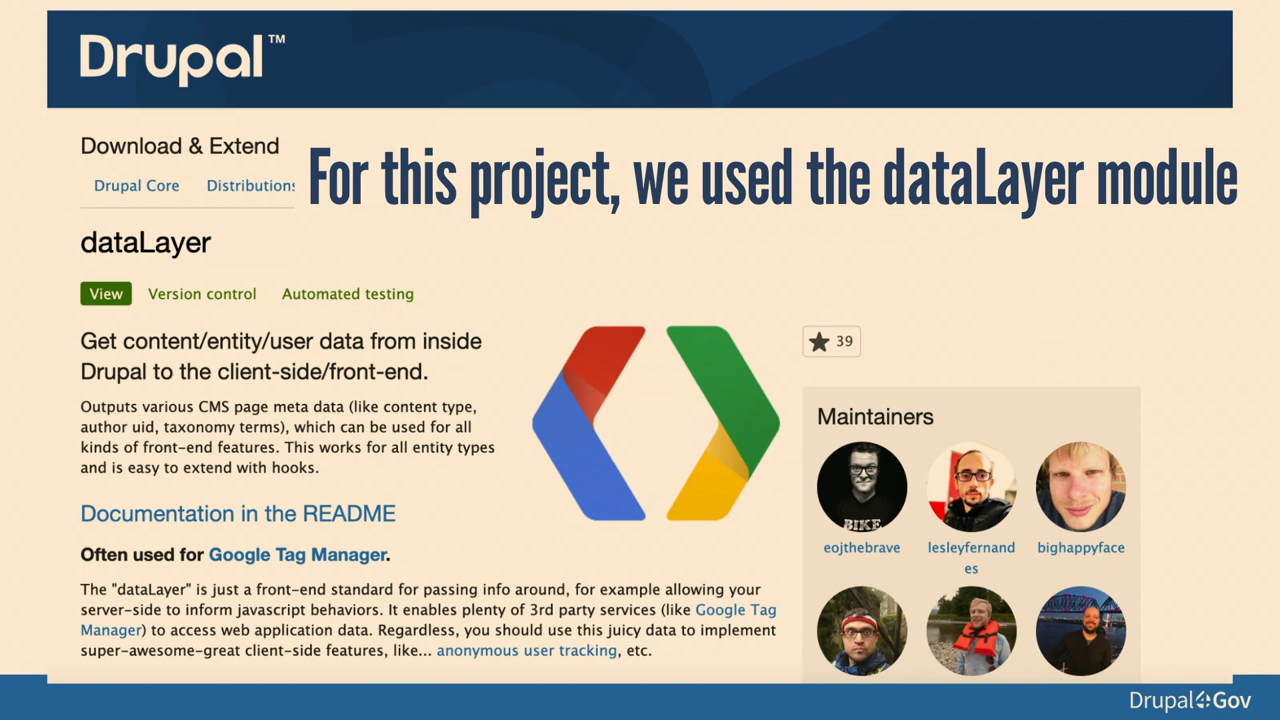 Drupal™
Download & Extend
For this project, we used the dataLayer module
Drupal Core Distributions
dataLayer
View Version control Automated testing
Get content/entity/user data from inside
Drupal to the client-side/front-end.
39
Outputs various CMS page meta data (like content type,
author uid, taxonomy terms), which can be used for all
kinds of front-end features. This works for all entity types
and is easy to extend with hooks.
Documentation in the README
Often used for Google Tag Manager.
The "dataLayer" is just a front-end standard for passing info around, for example allowing your
server-side to inform javascript behaviors. It enables plenty of 3rd party services (like Google Tag
Manager) to access web application data. Regardless, you should use this juicy data to implement
super-awesome-great client-side features, like... anonymous user tracking, etc.
Maintainers
BIKE
eojthebrave lesleyfernand bighappyface
es
Drupal4Gov